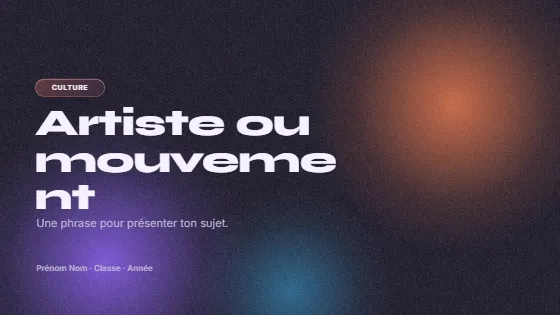 CULTURE
Artiste ou
mouveme
nt
Une phrase pour présenter ton sujet.
Prénom Nom · Classe · Année